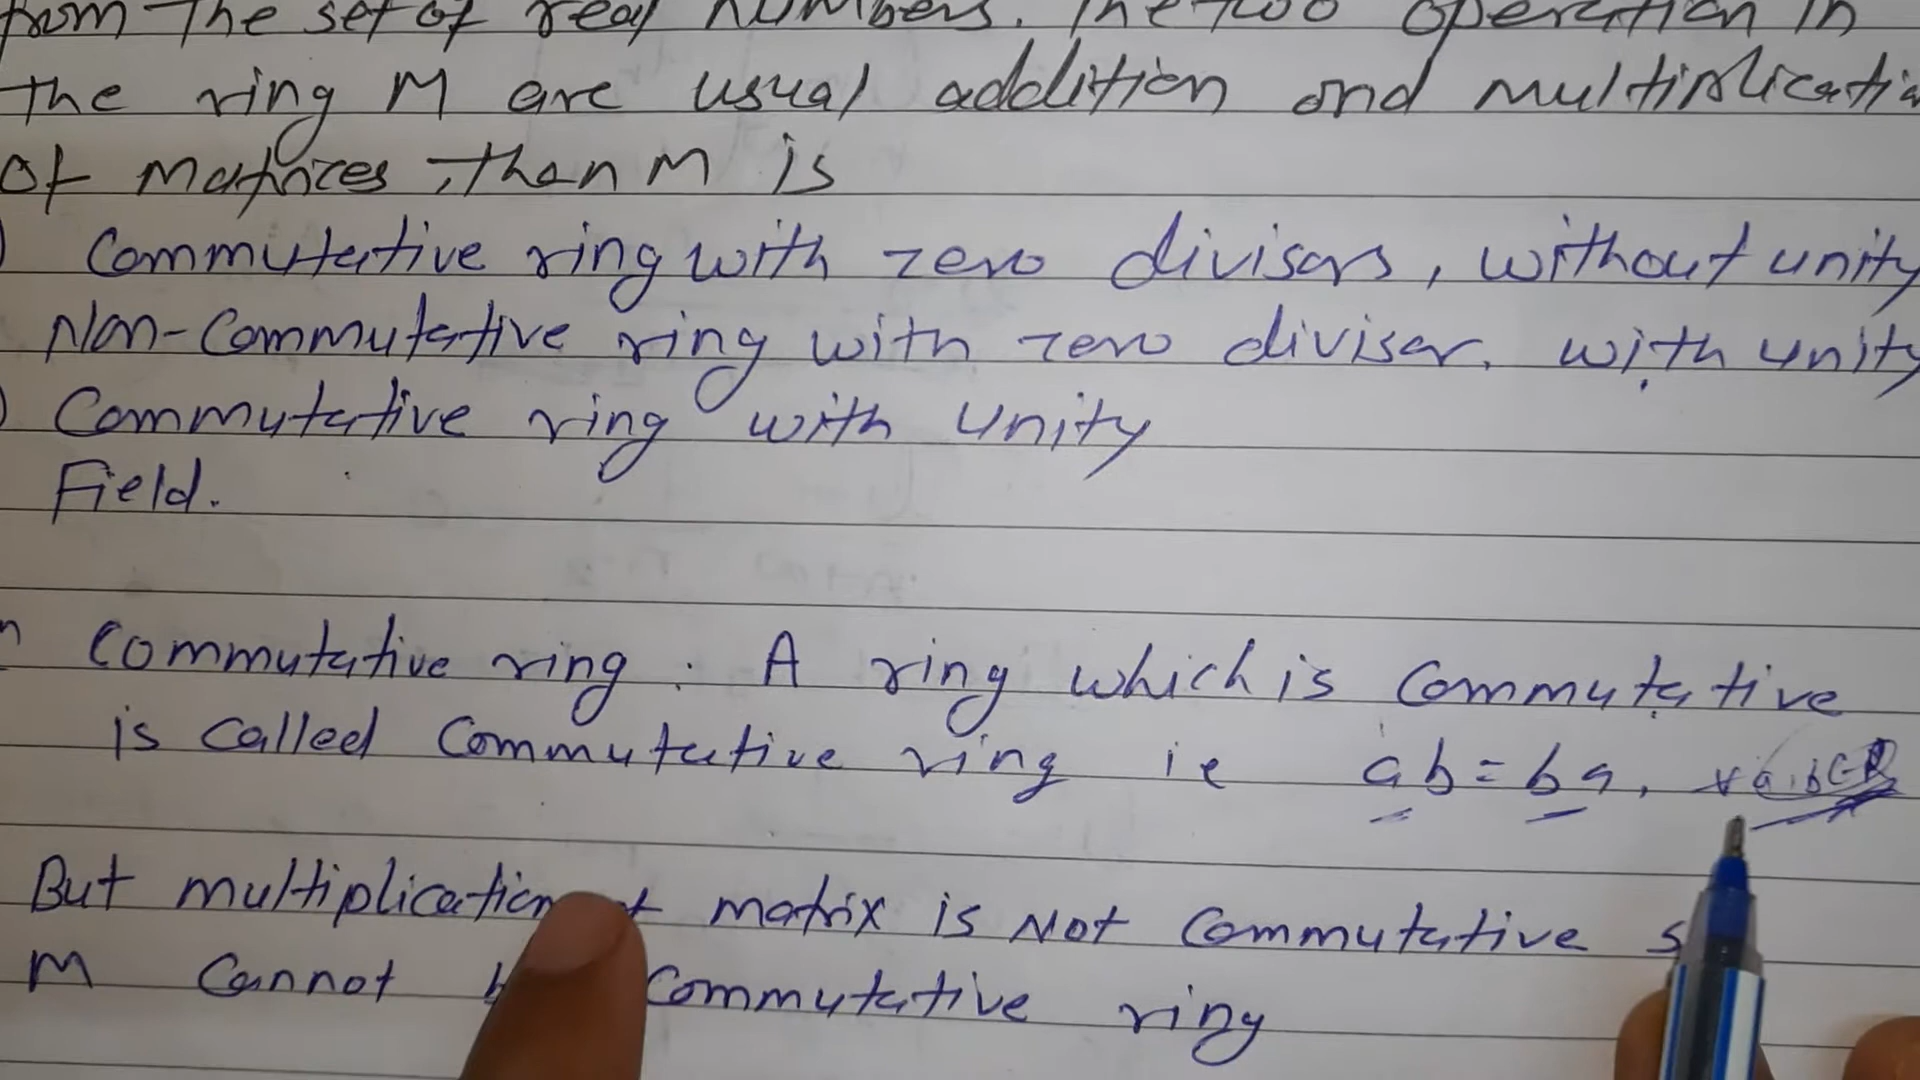 from the set of real numbers. The two operation in
the ring M are usual addition and multiplicatio
of matrices, then M is
) Commutative ring with zero divisors, without unity
Non-Commutative ring with zero divisor. with unity
) Commutative ring with unity
Field.
n Commutative ring : A ring which is Commutative
is called Commutative ring ie ab = ba, ∀ a,b∈R
But multiplication matrix is Not Commutative s
M Cannot b Commutative ring